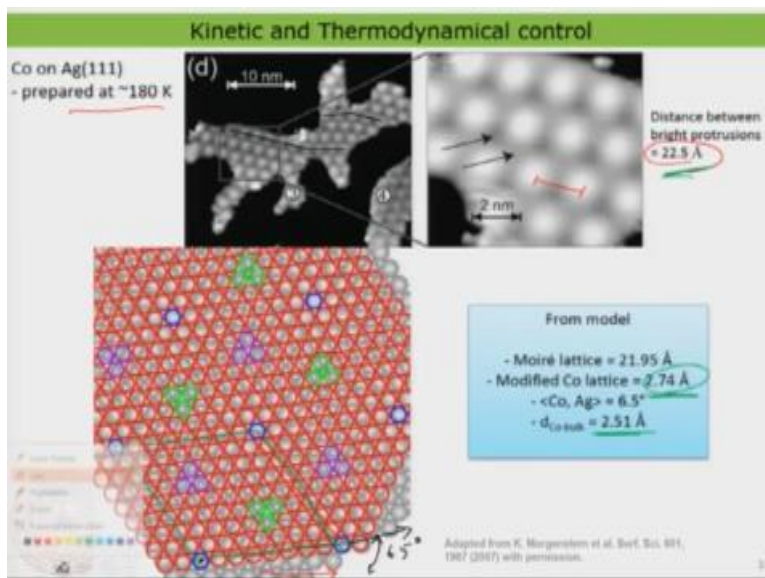 Kinetic and Thermodynamical control
Co on Ag(111)
- prepared at ~180 K
(d)
10 nm
2 nm
Distance between
bright protrusions
= 22.5 Å
From model
- Moiré lattice = 21.95 Å
- Modified Co lattice = 2.74 Å
- <Co, Ag> = 6.5°
- dCo-bulk = 2.51 Å
6.5°
Adapted from K. Morgenstern et al. Surf. Sci. 601,
1967 (2007) with permission.